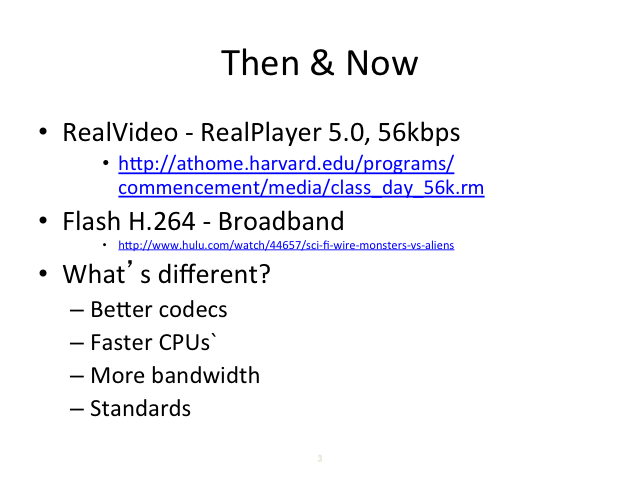 Then & Now
• RealVideo - RealPlayer 5.0, 56kbps
• http://athome.harvard.edu/programs/
commencement/media/class_day_56k.rm
• Flash H.264 - Broadband
• http://www.hulu.com/watch/44657/sci-fi-wire-monsters-vs-aliens
• What’s different?
– Better codecs
– Faster CPUs`
– More bandwidth
– Standards
3